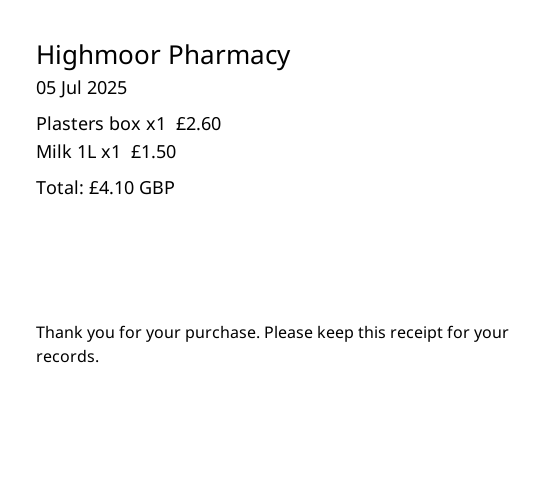 Highmoor Pharmacy
05 Jul 2025
Plasters box x1  £2.60
Milk 1L x1  £1.50
Total: £4.10 GBP
Thank you for your purchase. Please keep this receipt for your
records.